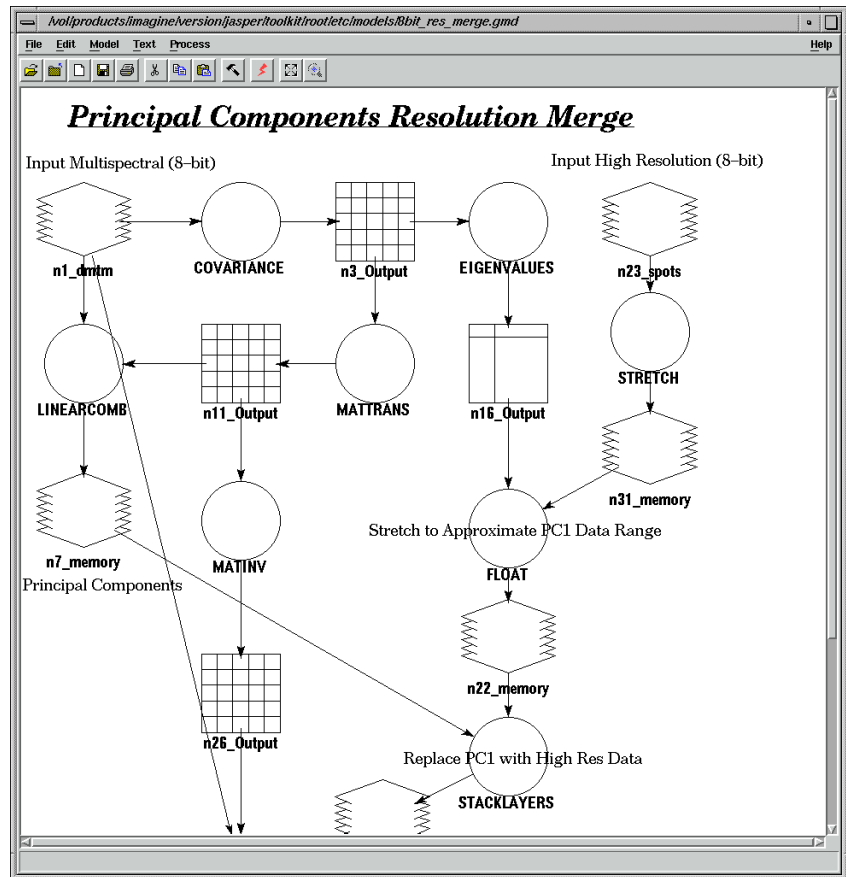 /vol/products/imagine/version/jasper/toolkit/root/etc/models/8bit_res_merge.gmd
File Edit Model Text Process Help
Principal Components Resolution Merge
Input Multispectral (8-bit)
Input High Resolution (8-bit)
n1_dmtm
COVARIANCE
n3_Output
EIGENVALUES
n23_spots
LINEARCOMB
n11_Output
MATTRANS
n16_Output
STRETCH
n7_memory
Principal Components
MATINV
Stretch to Approximate PC1 Data Range
FLOAT
n31_memory
n22_memory
n26_Output
Replace PC1 with High Res Data
STACKLAYERS